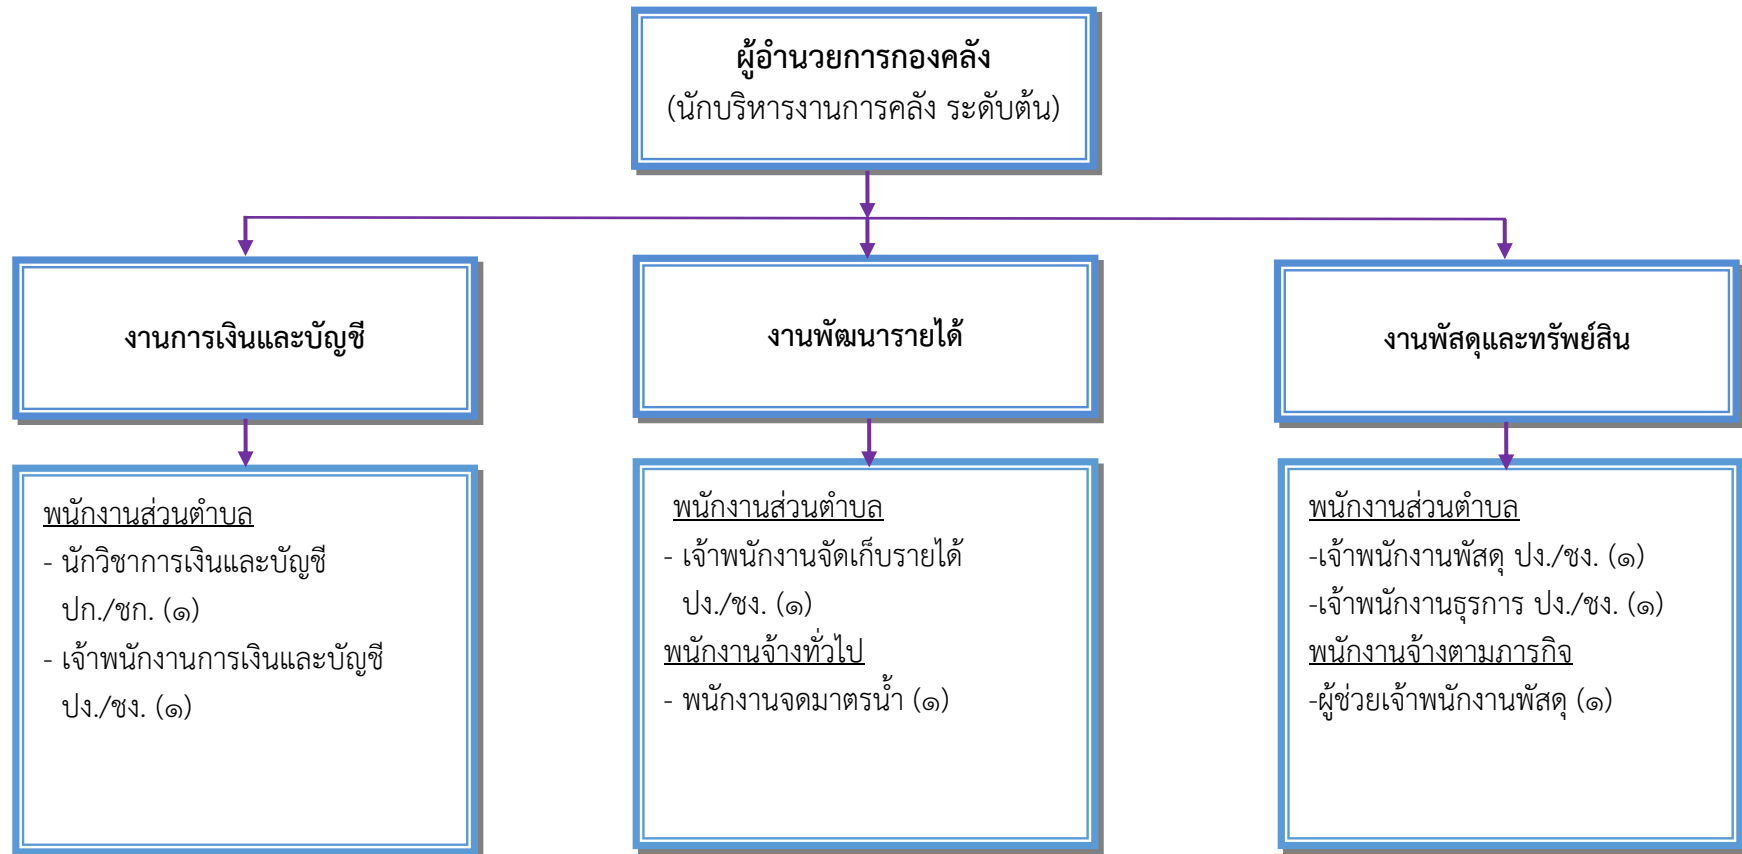 ผู้อำนวยการกองคลัง
(นักบริหารงานการคลัง ระดับต้น)
งานการเงินและบัญชี
งานพัฒนารายได้
งานพัสดุและทรัพย์สิน
พนักงานส่วนตำบล
- นักวิชาการเงินและบัญชี
ปก./ชก. (๑)
- เจ้าพนักงานการเงินและบัญชี
ปง./ชง. (๑)
พนักงานส่วนตำบล
- เจ้าพนักงานจัดเก็บรายได้
ปง./ชง. (๑)
พนักงานจ้างทั่วไป
- พนักงานจดมาตรน้ำ (๑)
พนักงานส่วนตำบล
-เจ้าพนักงานพัสดุ ปง./ชง. (๑)
-เจ้าพนักงานธุรการ ปง./ชง. (๑)
พนักงานจ้างตามภารกิจ
-ผู้ช่วยเจ้าพนักงานพัสดุ (๑)